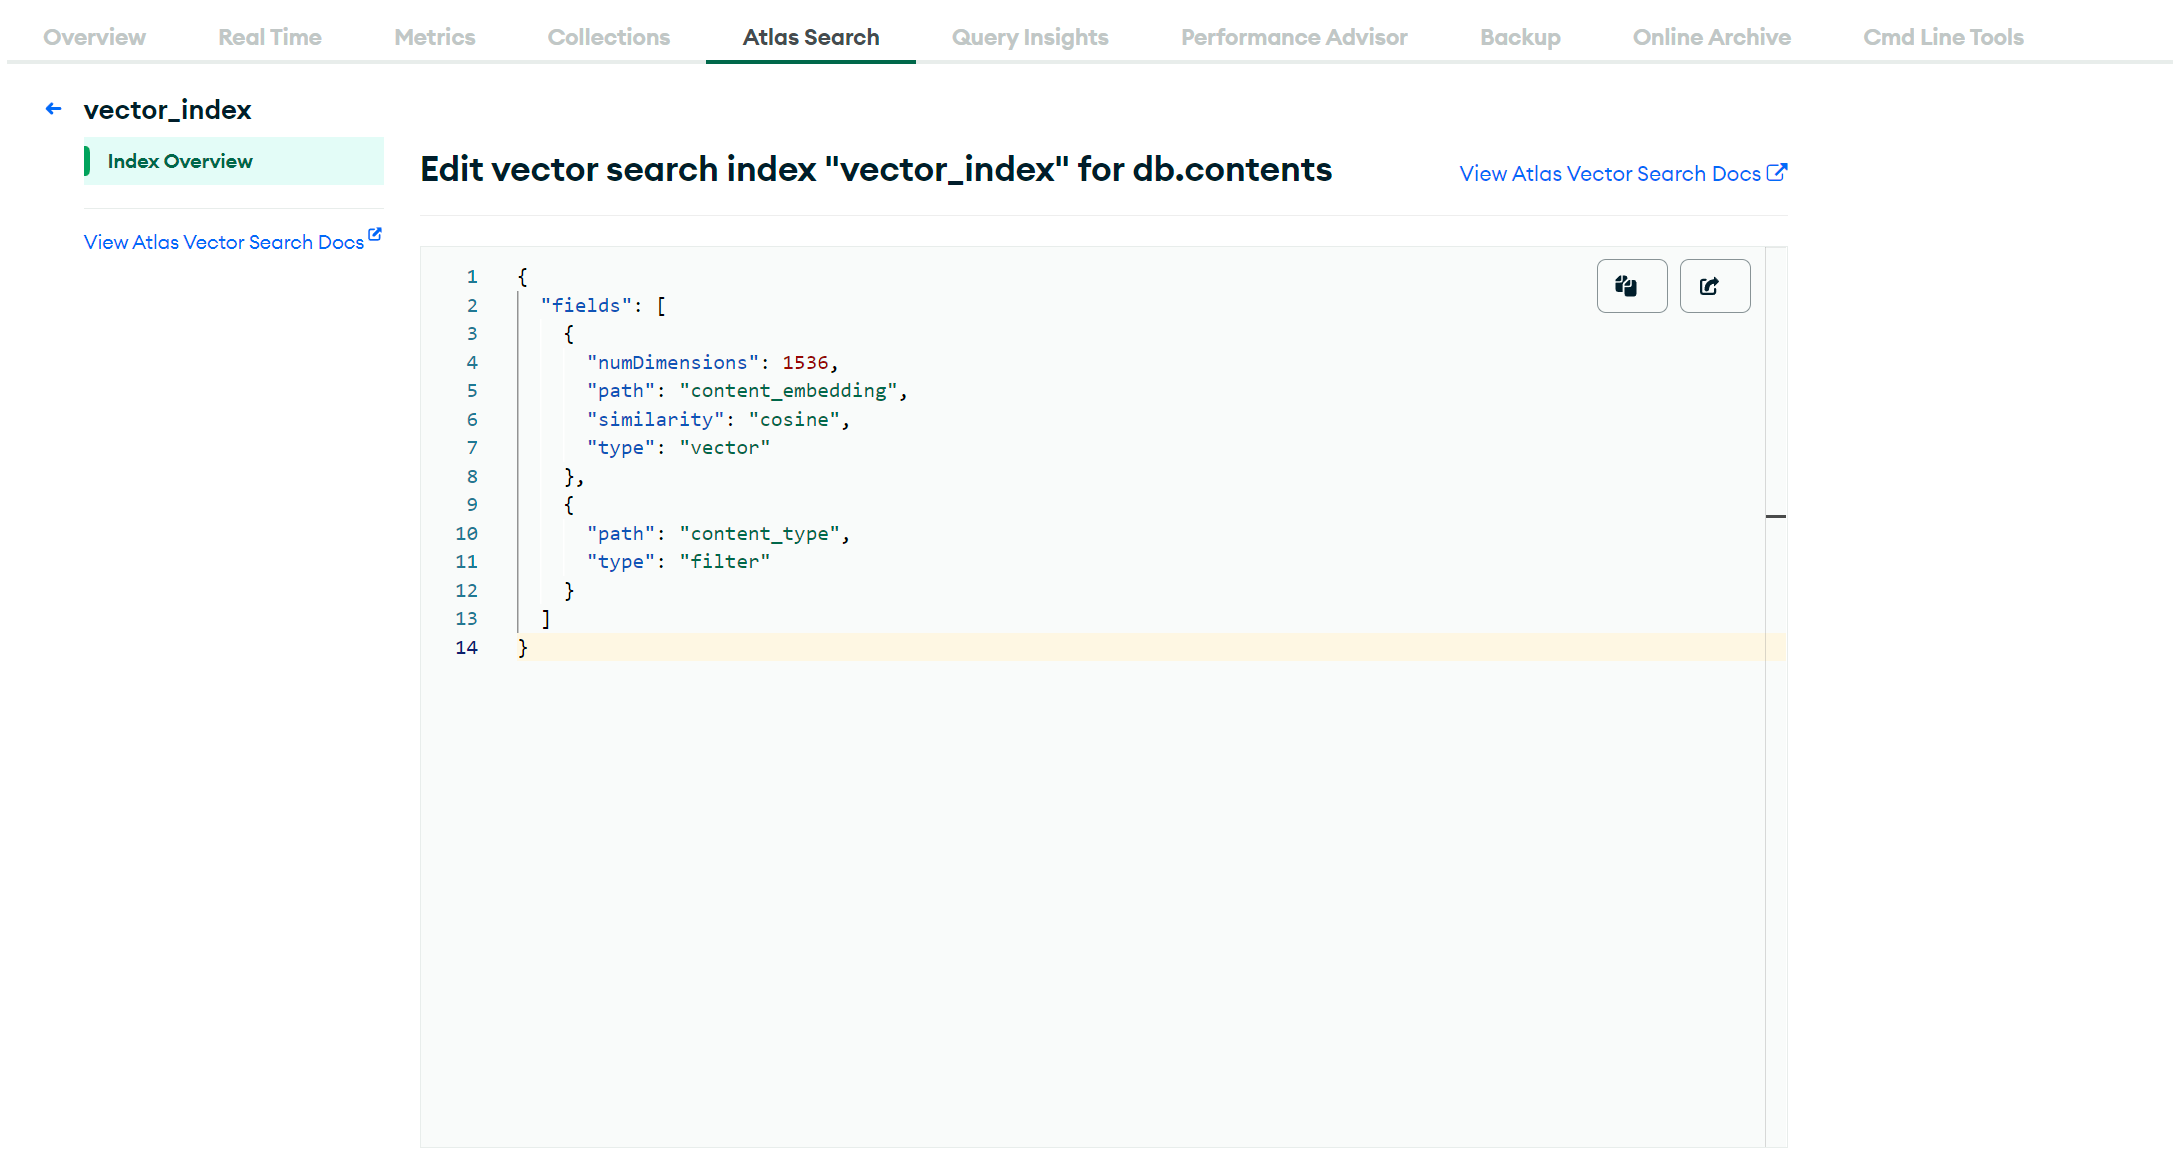 Overview Real Time Metrics Collections Atlas Search Query Insights Performance Advisor Backup Online Archive Cmd Line Tools
vector_index
Index Overview
View Atlas Vector Search Docs
Edit vector search index "vector_index" for db.contents
View Atlas Vector Search Docs
1 {
2 "fields": [
3 {
4 "numDimensions": 1536,
5 "path": "content_embedding",
6 "similarity": "cosine",
7 "type": "vector"
8 },
9 {
10 "path": "content_type",
11 "type": "filter"
12 }
13 ]
14 }